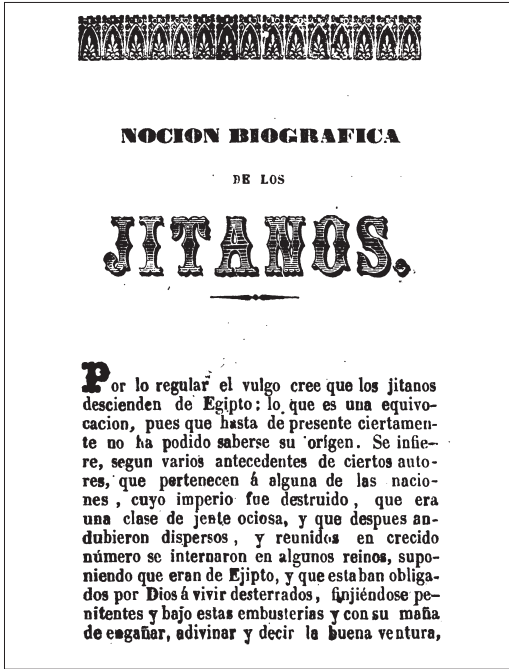 NOCION BIOGRAFICA
DE LOS
JITANOS.
Por lo regular el vulgo cree que los jitanos
descienden de Egipto; lo que es una equivo-
cacion, pues que hasta de presente ciertamen-
te no ha podido saberse su orígen. Se infie-
re, segun varios antecedentes de ciertos auto-
res, que pertenecen á alguna de las nacio-
nes , cuyo imperio fue destruido , que era
una clase de jente ociosa, y que despues an-
dubieron dispersos , y reunidos en crecido
número se internaron en algunos reinos, supo-
niendo que eran de Ejipto, y que estaban obliga-
dos por Dios á vivir desterrados, finjiéndose pe-
nitentes y bajo estas embusterias y con su maña
de engañar, adivinar y decir la buena ventura,